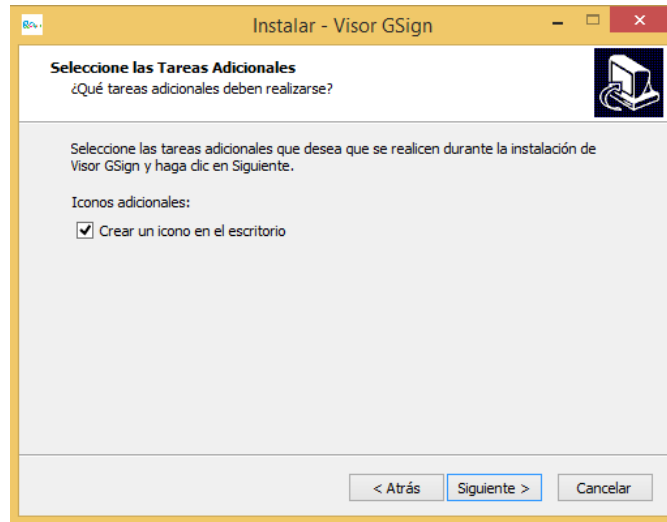 Instalar - Visor GSign
Seleccione las Tareas Adicionales
¿Qué tareas adicionales deben realizarse?
Seleccione las tareas adicionales que desea que se realicen durante la instalación de
Visor GSign y haga clic en Siguiente.
Iconos adicionales:
Crear un icono en el escritorio
< Atrás
Siguiente >
Cancelar